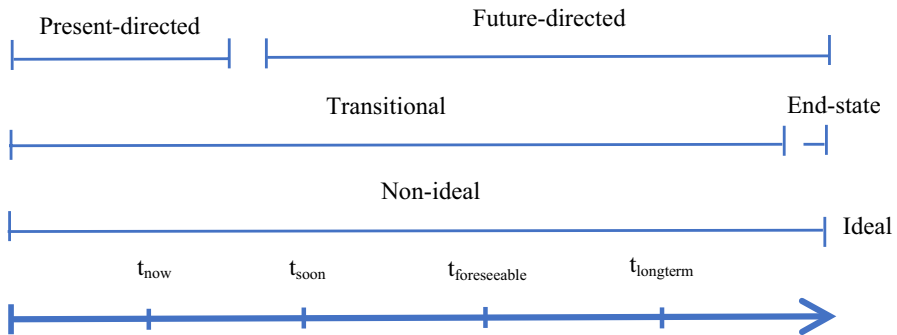 Present-directed Future-directed
Transitional End-state
Non-ideal
Ideal
tnow tsoon tforeseeable tlongterm